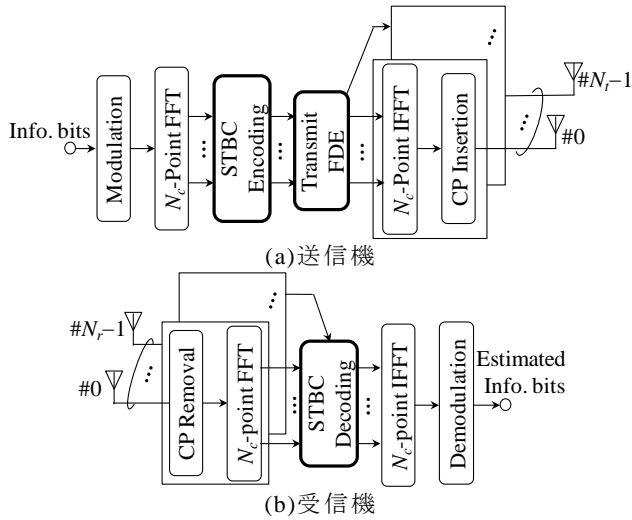 Info. bits
Modulation
N_c-Point FFT
STBC
Encoding
Transmit
FDE
N_c-Point IFFT
CP Insertion
#N_t–1
#0
(a)送信機
#N_r–1
#0
CP Removal
N_c-point FFT
STBC
Decoding
N_c-point IFFT
Demodulation
Estimated
Info. bits
(b)受信機